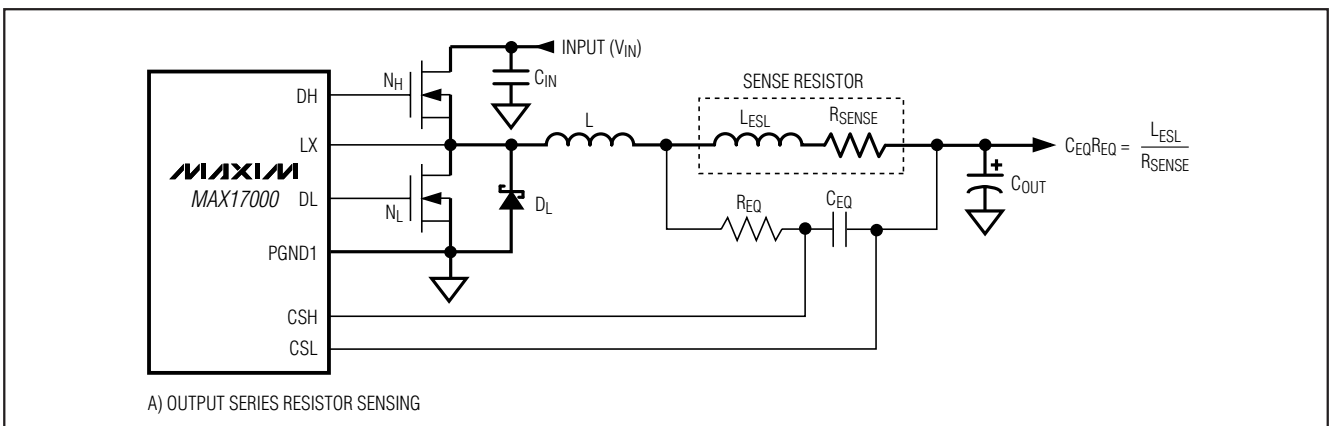 INPUT (VIN)
CIN
NH
DH
SENSE RESISTOR
L
LESL
RSENSE
LX
CEQREQ = LESL / RSENSE
MAXIM
MAX17000
DL
NL
DL
COUT
+
REQ
CEQ
PGND1
CSH
CSL
A) OUTPUT SERIES RESISTOR SENSING